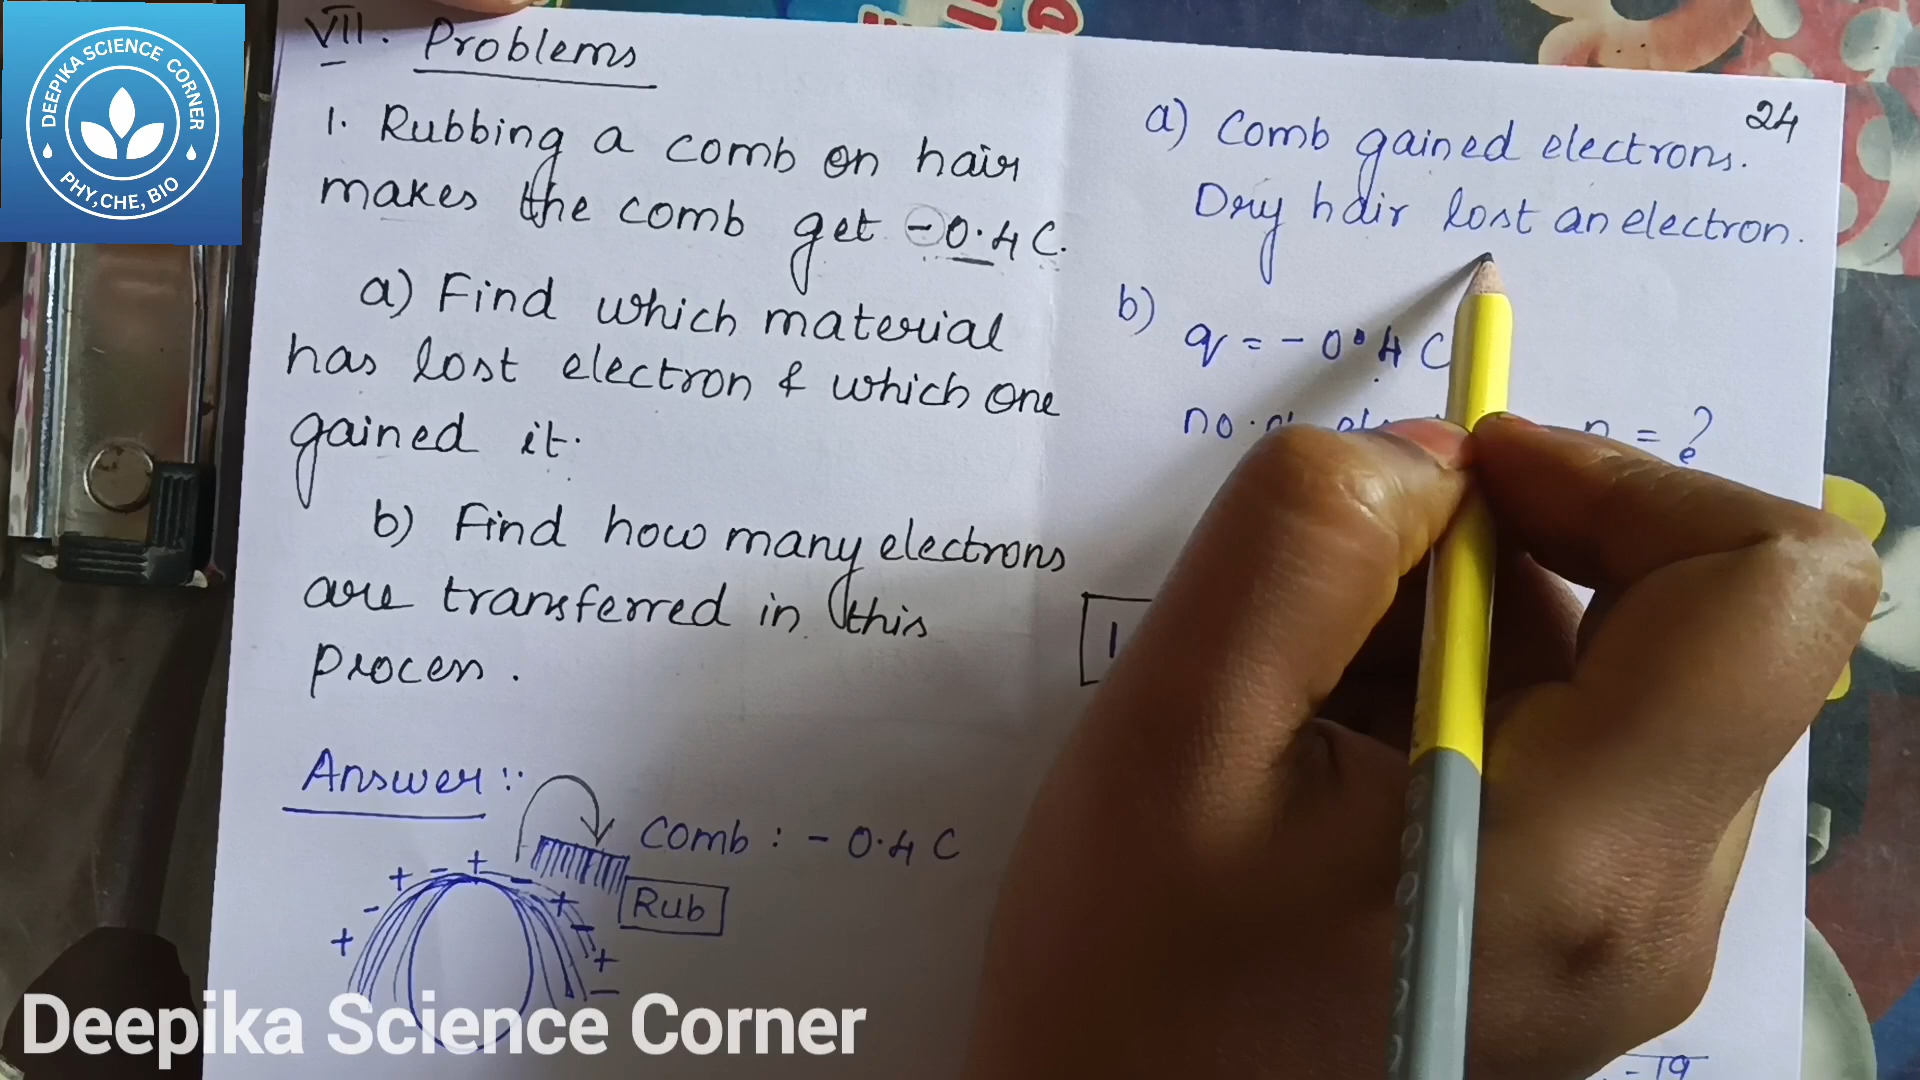 DEEPIKA SCIENCE CORNER
PHY, CHE, BIO
VII. Problems
1. Rubbing a comb on hair
makes the comb get -0.4 C.
a) Find which material
has lost electron & which one
gained it.
b) Find how many electrons
are transferred in this
process.
Answer :-
Comb : - 0.4 C
Rub
24
a) Comb gained electrons.
Dry hair lost an electron.
b)
q = - 0.4 C
no.
n = ?
e
1
-19
Deepika Science Corner